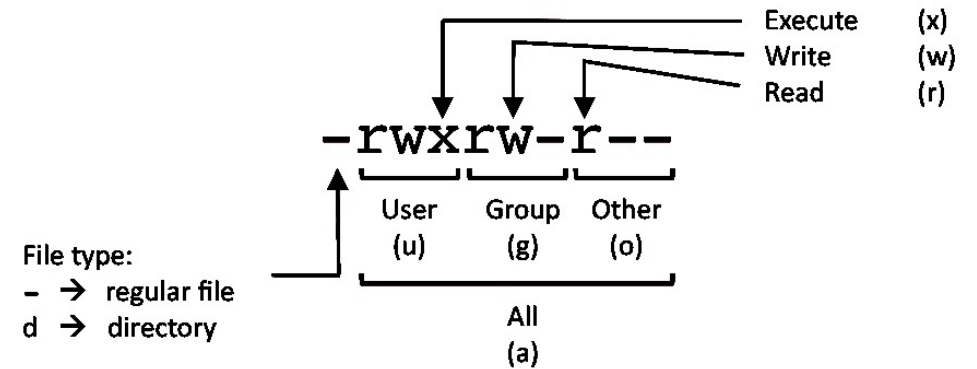 Execute (x)
Write (w)
Read (r)
-rwxrw-r--
User Group Other
(u) (g) (o)
File type:
- → regular file
d → directory
All
(a)